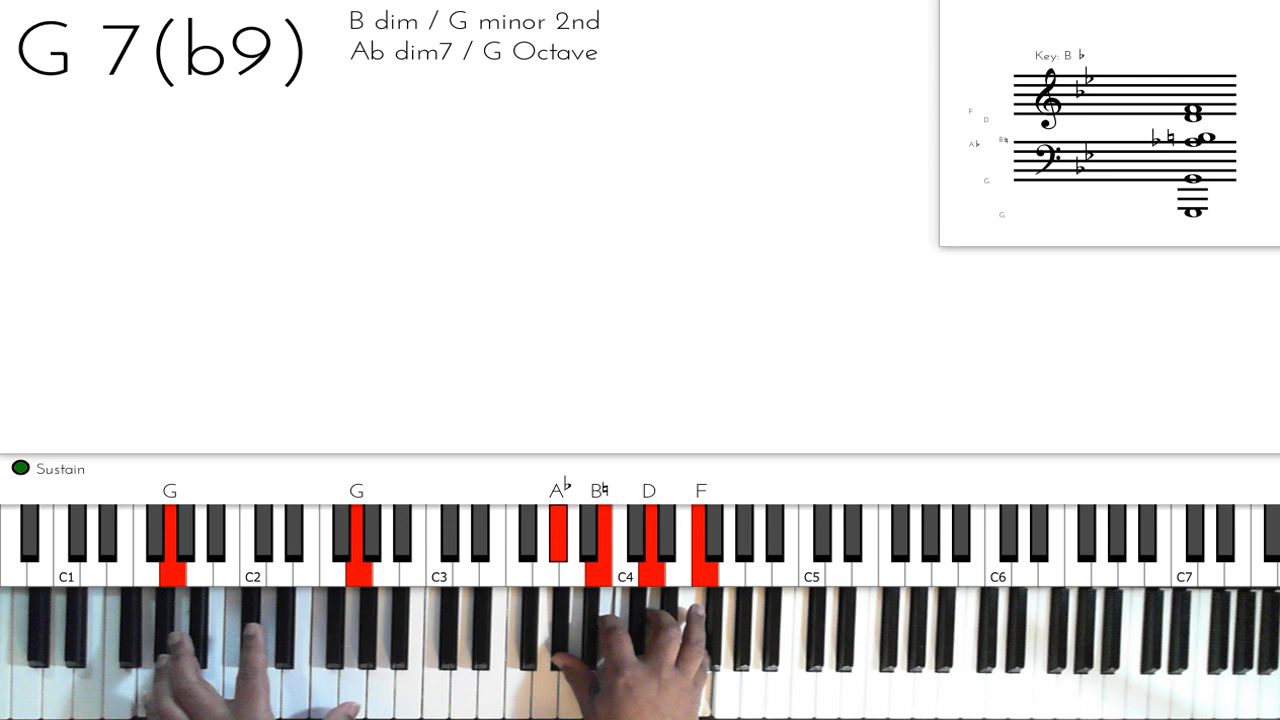 G 7(b9)
B dim / G minor 2nd
Ab dim7 / G Octave
Key: B ♭
F
D
B♮
A♭
G
G
Sustain
G G A♭ B♮ D F
C1 C2 C3 C4 C5 C6 C7